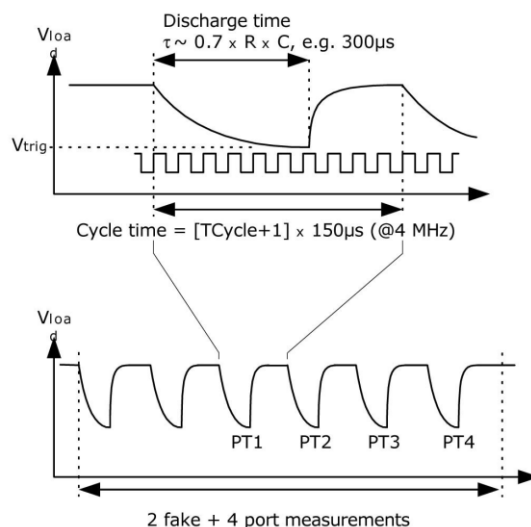 Discharge time
τ~ 0.7 x R x C, e.g. 300µs
Vloa
d
Vtrig
Cycle time = [TCycle+1] x 150µs (@4 MHz)
Vloa
d
PT1 PT2 PT3 PT4
2 fake + 4 port measurements